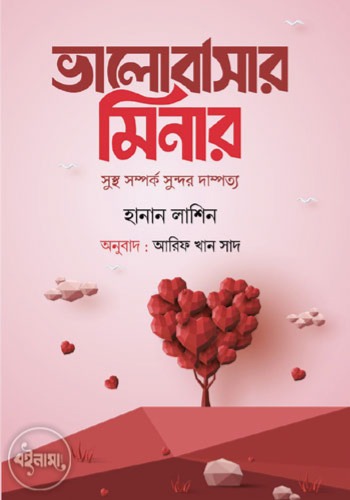 ভালোবাসার
মিনার
সুস্থ সম্পর্ক সুন্দর দাম্পত্য
হানান লাশিন
অনুবাদ : আরিফ খান সাদ
বইনামা